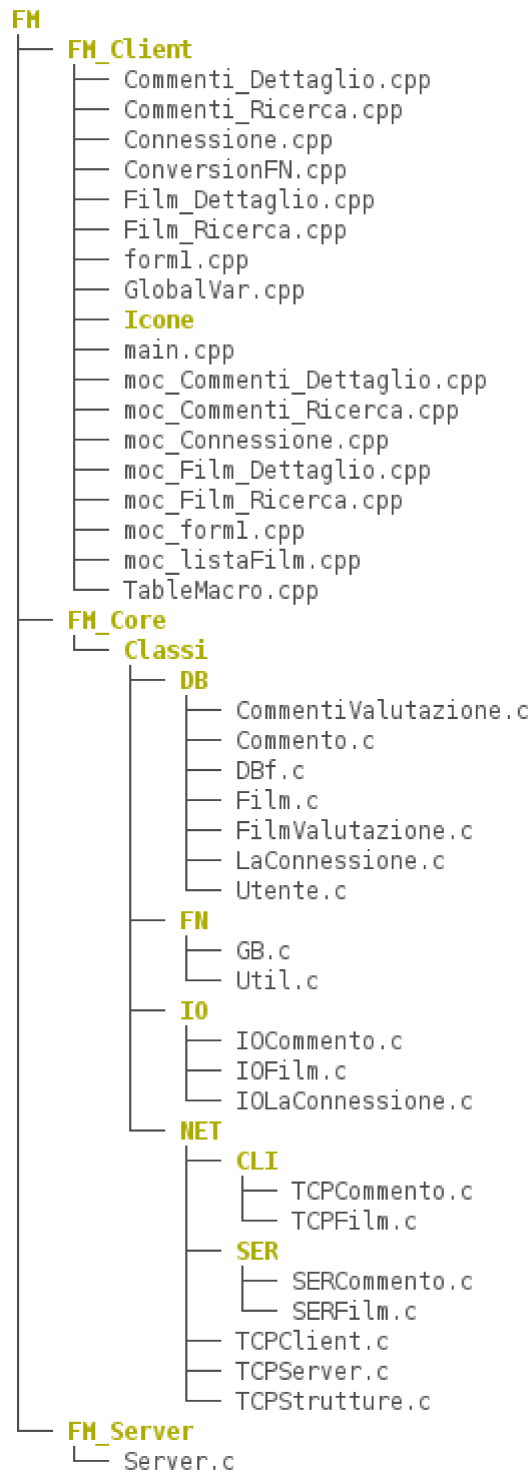 FM
FM_Client
Commenti_Dettaglio.cpp
Commenti_Ricerca.cpp
Connessione.cpp
ConversionFN.cpp
Film_Dettaglio.cpp
Film_Ricerca.cpp
form1.cpp
GlobalVar.cpp
Icone
main.cpp
moc_Commenti_Dettaglio.cpp
moc_Commenti_Ricerca.cpp
moc_Connessione.cpp
moc_Film_Dettaglio.cpp
moc_Film_Ricerca.cpp
moc_form1.cpp
moc_listaFilm.cpp
TableMacro.cpp
FM_Core
Classi
DB
CommentiValutazione.c
Commento.c
DBf.c
Film.c
FilmValutazione.c
LaConnessione.c
Utente.c
FN
GB.c
Util.c
IO
IOCommento.c
IOFilm.c
IOLaConnessione.c
NET
CLI
TCPCommento.c
TCPFilm.c
SER
SERCommento.c
SERFilm.c
TCPClient.c
TCPServer.c
TCPStrutture.c
FM_Server
Server.c